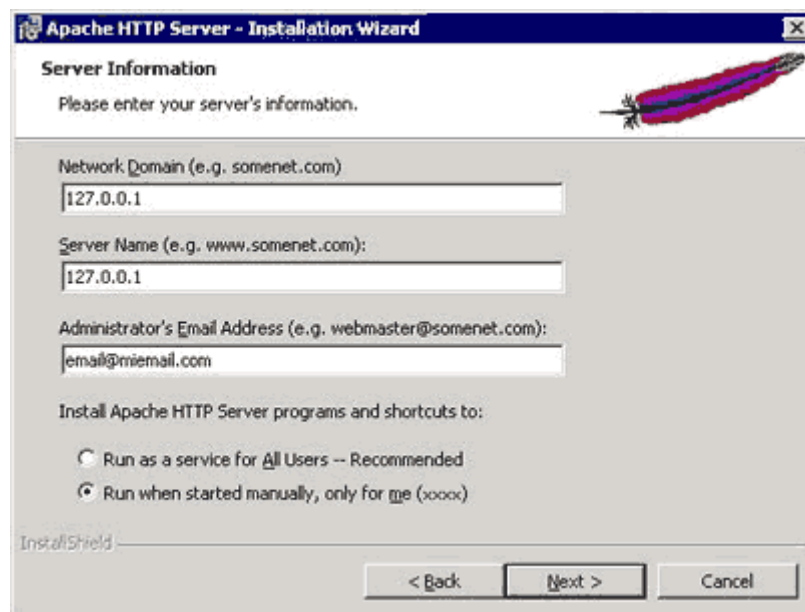 Apache HTTP Server - Installation Wizard
Server Information
Please enter your server's information.
Network Domain (e.g. somenet.com)
127.0.0.1
Server Name (e.g. www.somenet.com):
127.0.0.1
Administrator's Email Address (e.g. webmaster@somenet.com):
email@miemail.com
Install Apache HTTP Server programs and shortcuts to:
Run as a service for All Users -- Recommended
Run when started manually, only for me (xxxx)
InstallShield
< Back Next > Cancel